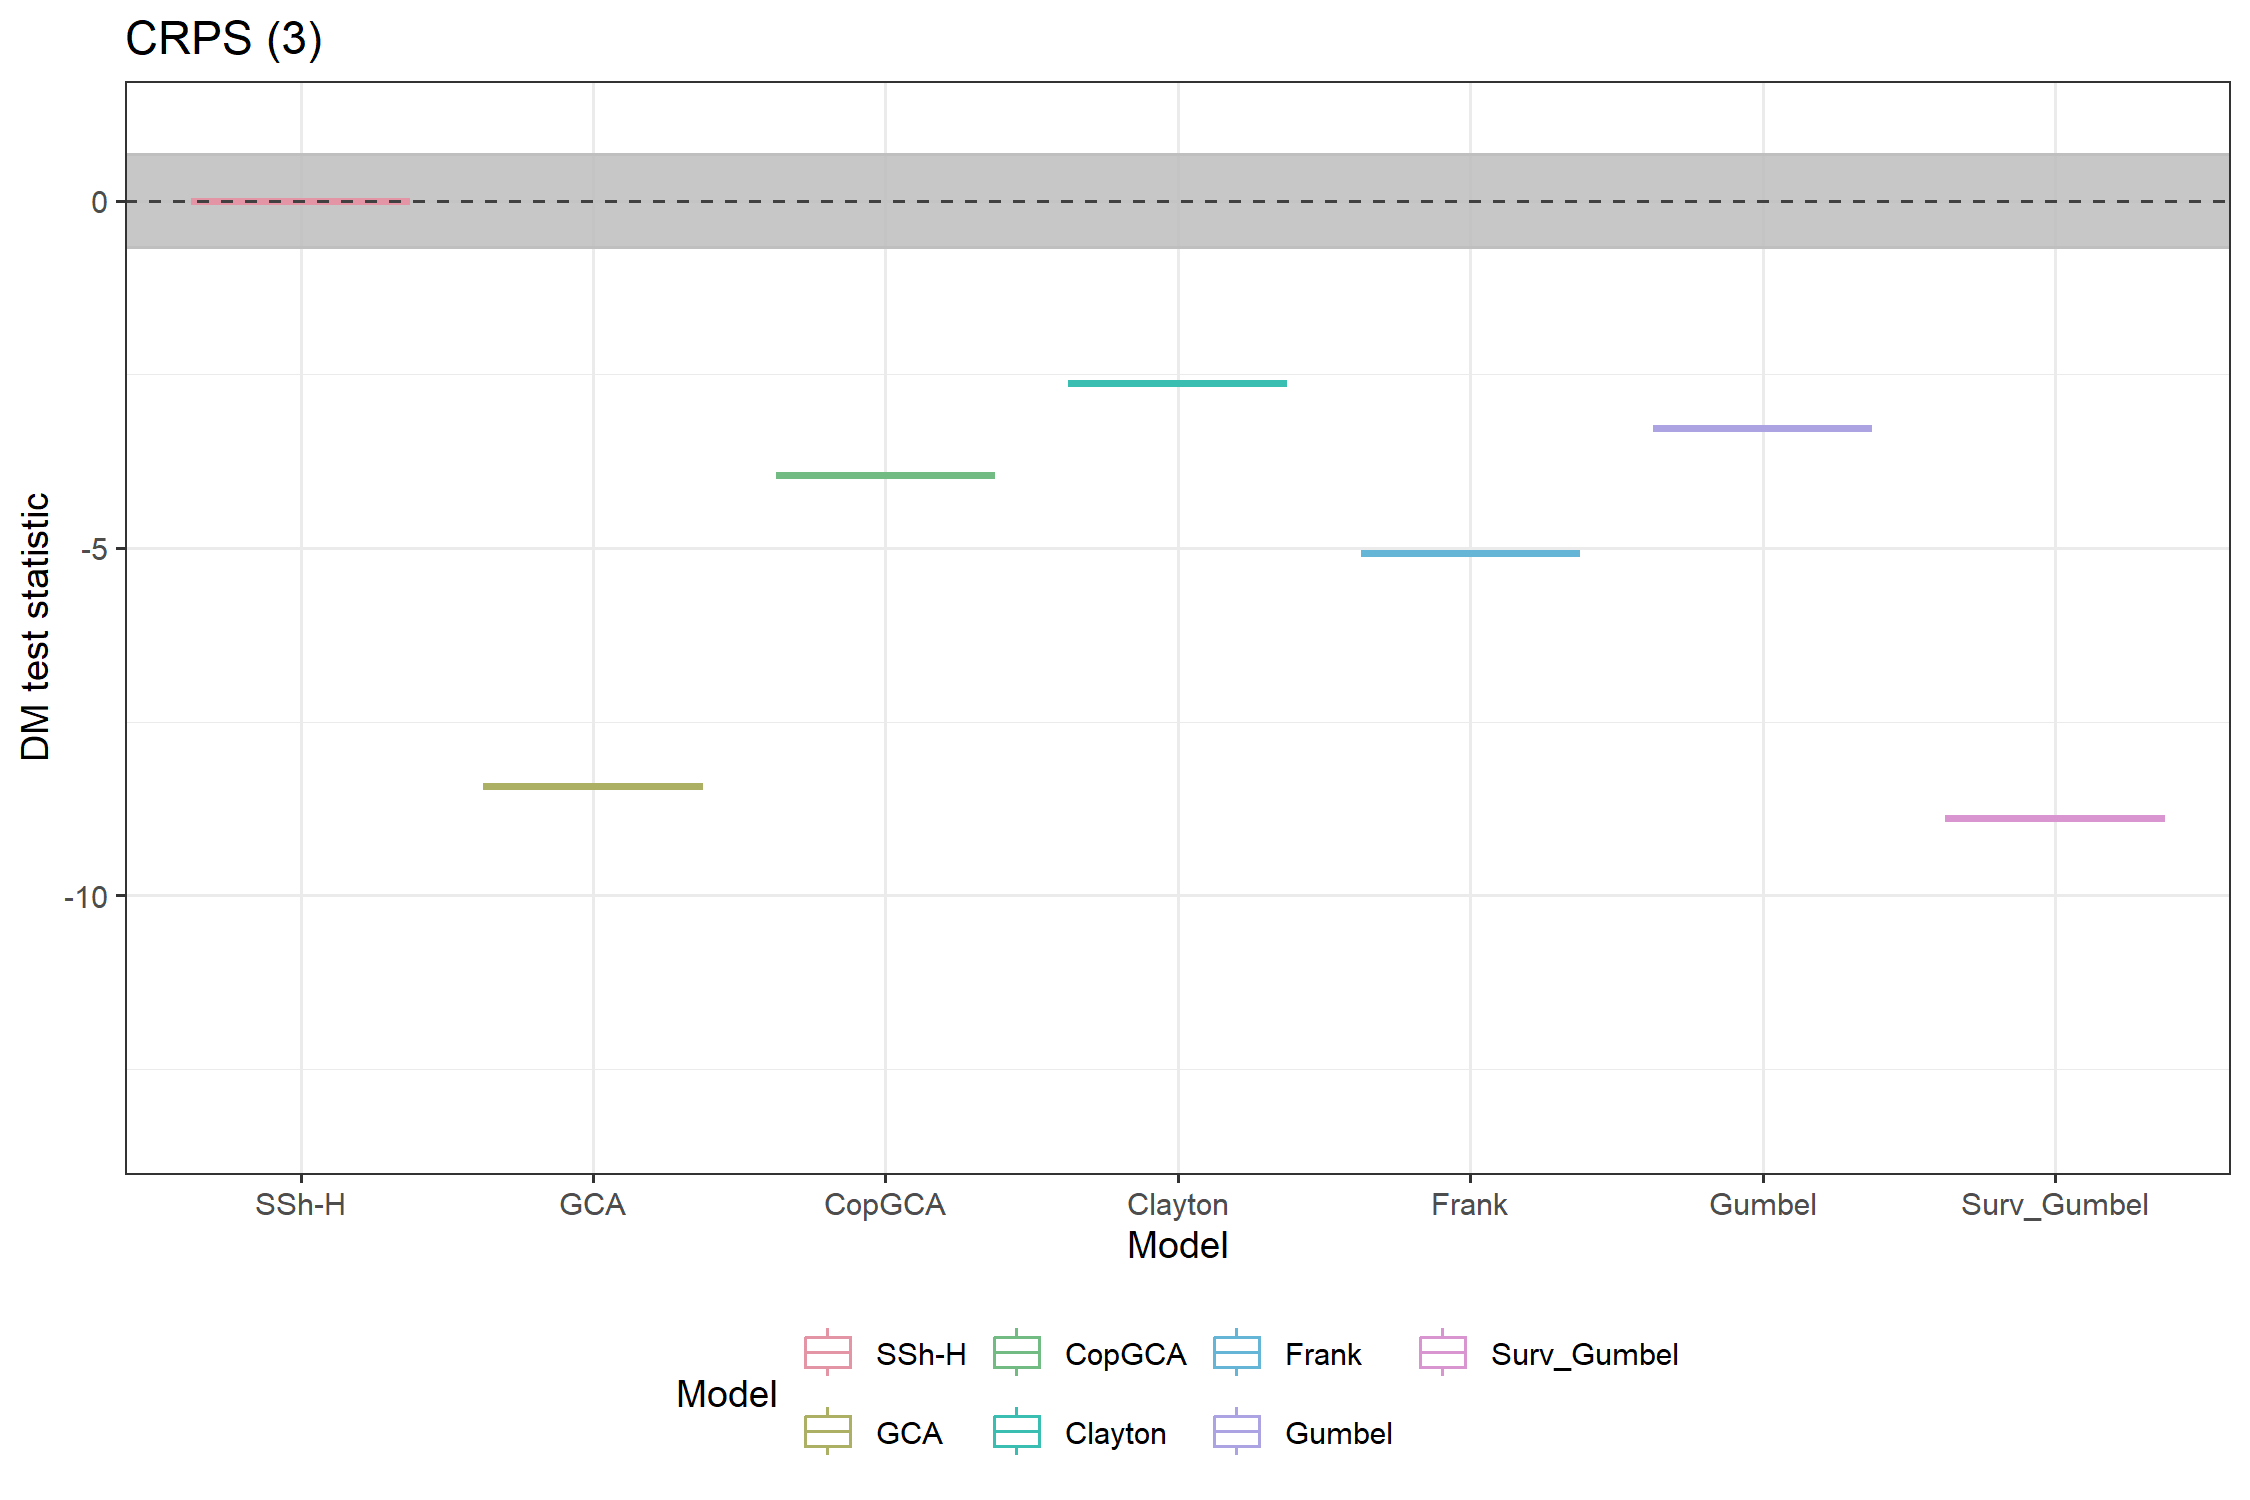 CRPS (3)
DM test statistic
0
-5
-10
SSh-H GCA CopGCA Clayton Frank Gumbel Surv_Gumbel
Model
Model
SSh-H CopGCA Frank Surv_Gumbel
GCA Clayton Gumbel